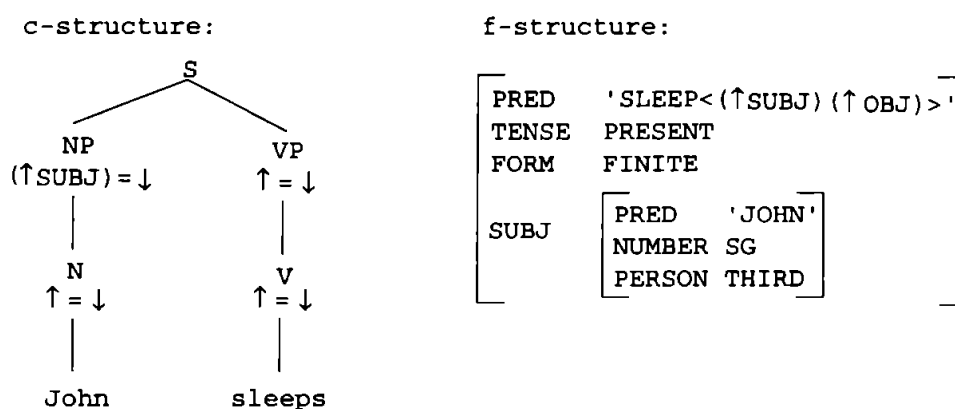 c-structure:
S
NP VP
(↑SUBJ)=↓ ↑=↓
N V
↑=↓ ↑=↓
John sleeps
f-structure:
PRED 'SLEEP<(↑SUBJ)(↑OBJ)>'
TENSE PRESENT
FORM FINITE
SUBJ
PRED 'JOHN'
NUMBER SG
PERSON THIRD